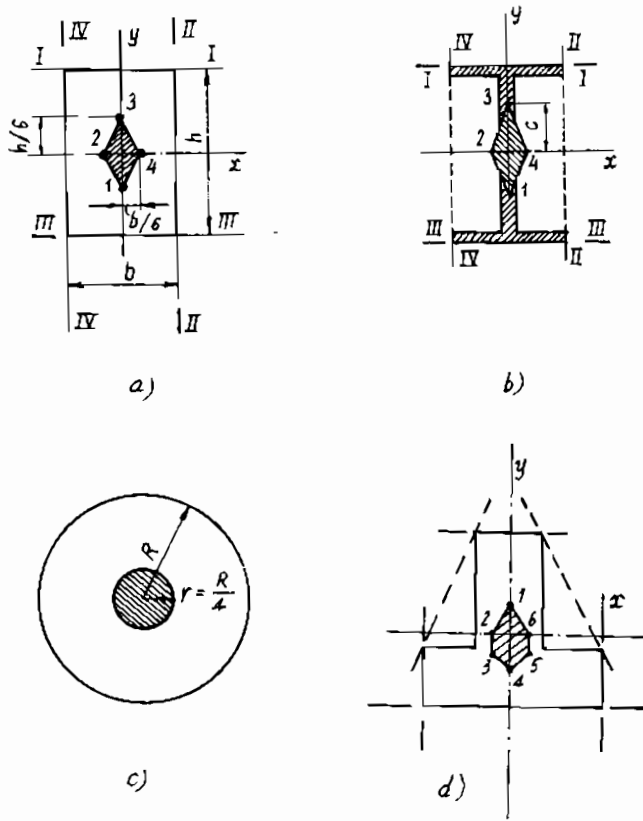 IV y II
I I
3
h/6
2 4
h
x
1
b/6
III III
b
IV II
a)
y
IV II
I I
3
c
2 4
x
1
III III
IV
II
b)
R
r = R/4
c)
y
1
x
2 6
3 5
4
d)